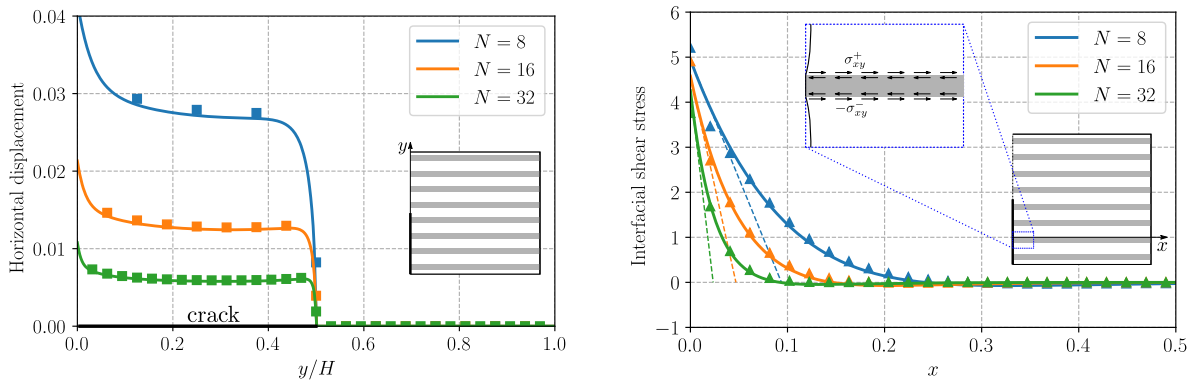 0.04
0.03
0.02
0.01
0.00
Horizontal displacement
N = 8
N = 16
N = 32
y
crack
0.0
0.2
0.4
0.6
0.8
1.0
y/H
6
5
4
3
2
1
0
−1
Interfacial shear stress
σ⁺xy
−σ⁻xy
N = 8
N = 16
N = 32
x
0.0
0.1
0.2
0.3
0.4
0.5
x